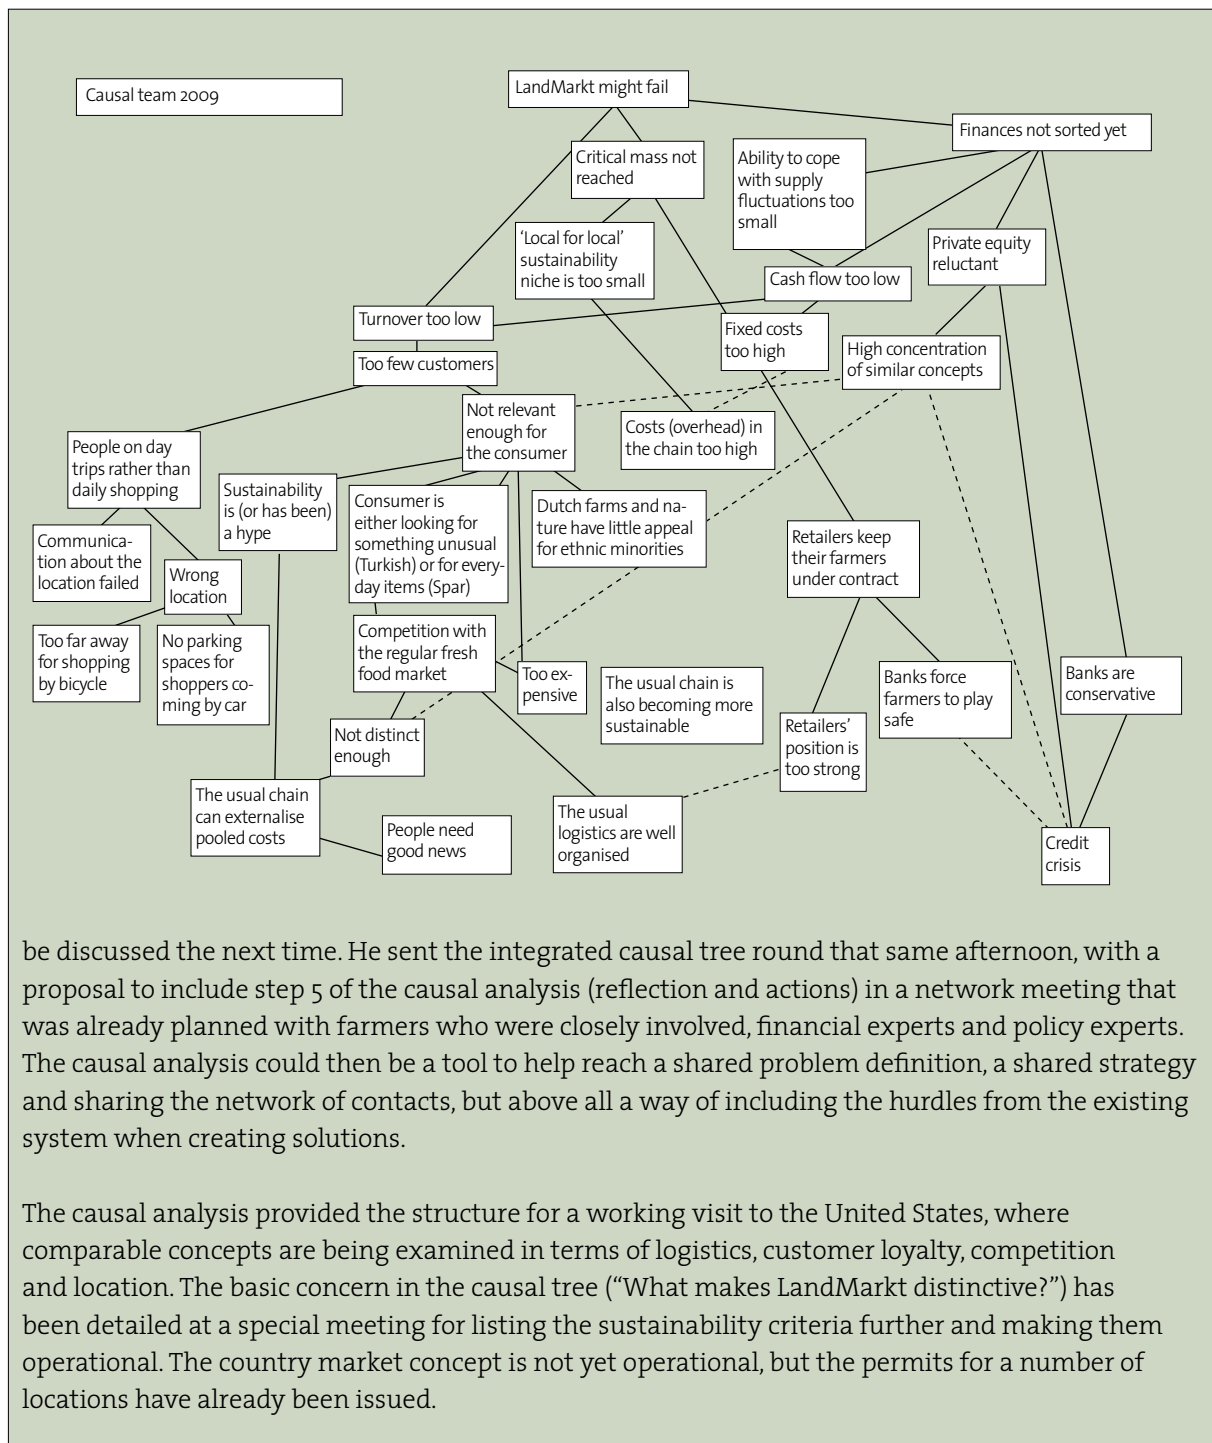 Causal team 2009
LandMarkt might fail
Finances not sorted yet
Critical mass not
reached
Ability to cope
with supply
fluctuations too
small
'Local for local'
sustainability
niche is too small
Private equity
reluctant
Cash flow too low
Turnover too low
Fixed costs
too high
High concentration
of similar concepts
Too few customers
Not relevant
enough for
the consumer
Costs (overhead) in
the chain too high
People on day
trips rather than
daily shopping
Sustainability
is (or has been)
a hype
Consumer is
either looking for
something unusual
(Turkish) or for every-
day items (Spar)
Dutch farms and na-
ture have little appeal
for ethnic minorities
Retailers keep
their farmers
under contract
Communica-
tion about the
location failed
Wrong
location
Too far away
for shopping
by bicycle
No parking
spaces for
shoppers co-
ming by car
Competition with
the regular fresh
food market
Too ex-
pensive
The usual chain is
also becoming more
sustainable
Banks force
farmers to play
safe
Banks are
conservative
Not distinct
enough
Retailers'
position is
too strong
The usual chain
can externalise
pooled costs
People need
good news
The usual
logistics are well
organised
Credit
crisis
be discussed the next time. He sent the integrated causal tree round that same afternoon, with a
proposal to include step 5 of the causal analysis (reflection and actions) in a network meeting that
was already planned with farmers who were closely involved, financial experts and policy experts.
The causal analysis could then be a tool to help reach a shared problem definition, a shared strategy
and sharing the network of contacts, but above all a way of including the hurdles from the existing
system when creating solutions.
The causal analysis provided the structure for a working visit to the United States, where
comparable concepts are being examined in terms of logistics, customer loyalty, competition
and location. The basic concern in the causal tree (“What makes LandMarkt distinctive?”) has
been detailed at a special meeting for listing the sustainability criteria further and making them
operational. The country market concept is not yet operational, but the permits for a number of
locations have already been issued.